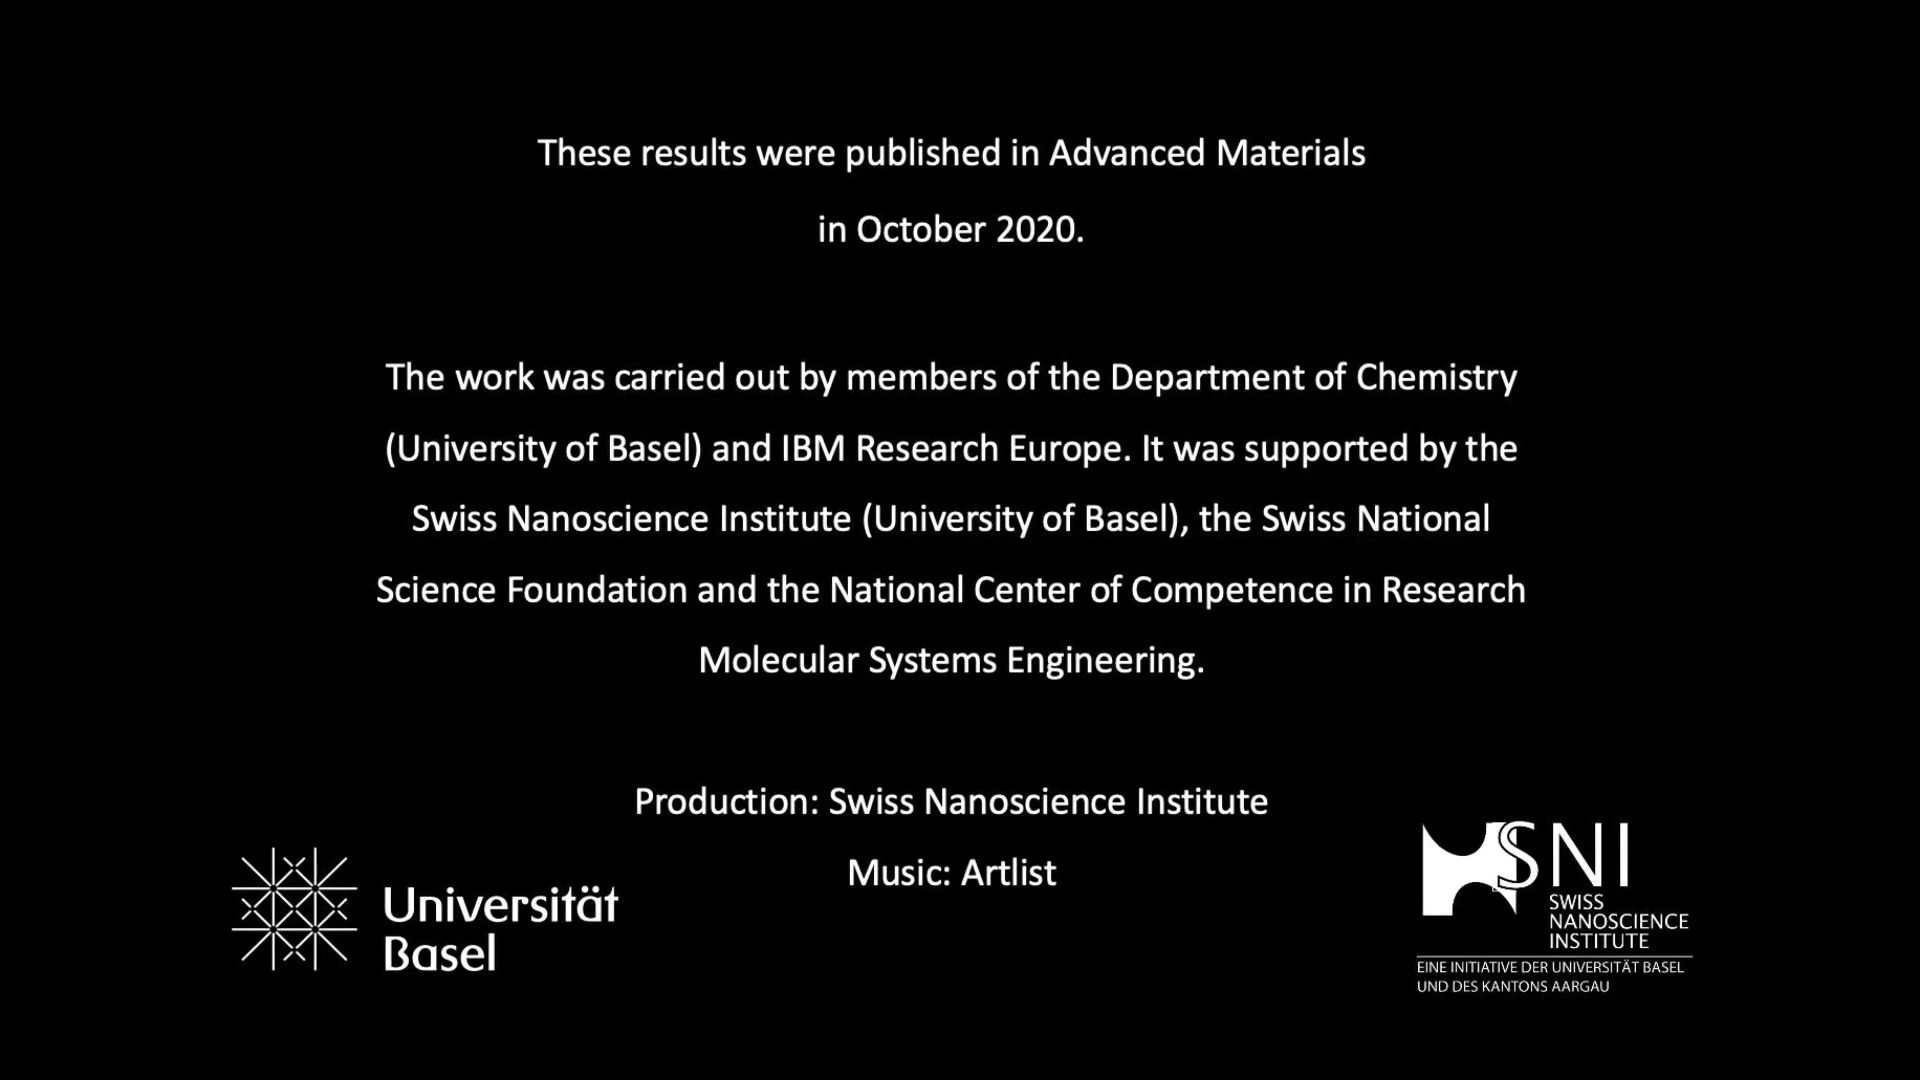 These results were published in Advanced Materials
in October 2020.
The work was carried out by members of the Department of Chemistry
(University of Basel) and IBM Research Europe. It was supported by the
Swiss Nanoscience Institute (University of Basel), the Swiss National
Science Foundation and the National Center of Competence in Research
Molecular Systems Engineering.
Production: Swiss Nanoscience Institute
Music: Artlist
Universität
Basel
SNI
SWISS
NANOSCIENCE
INSTITUTE
EINE INITIATIVE DER UNIVERSITÄT BASEL
UND DES KANTONS AARGAU